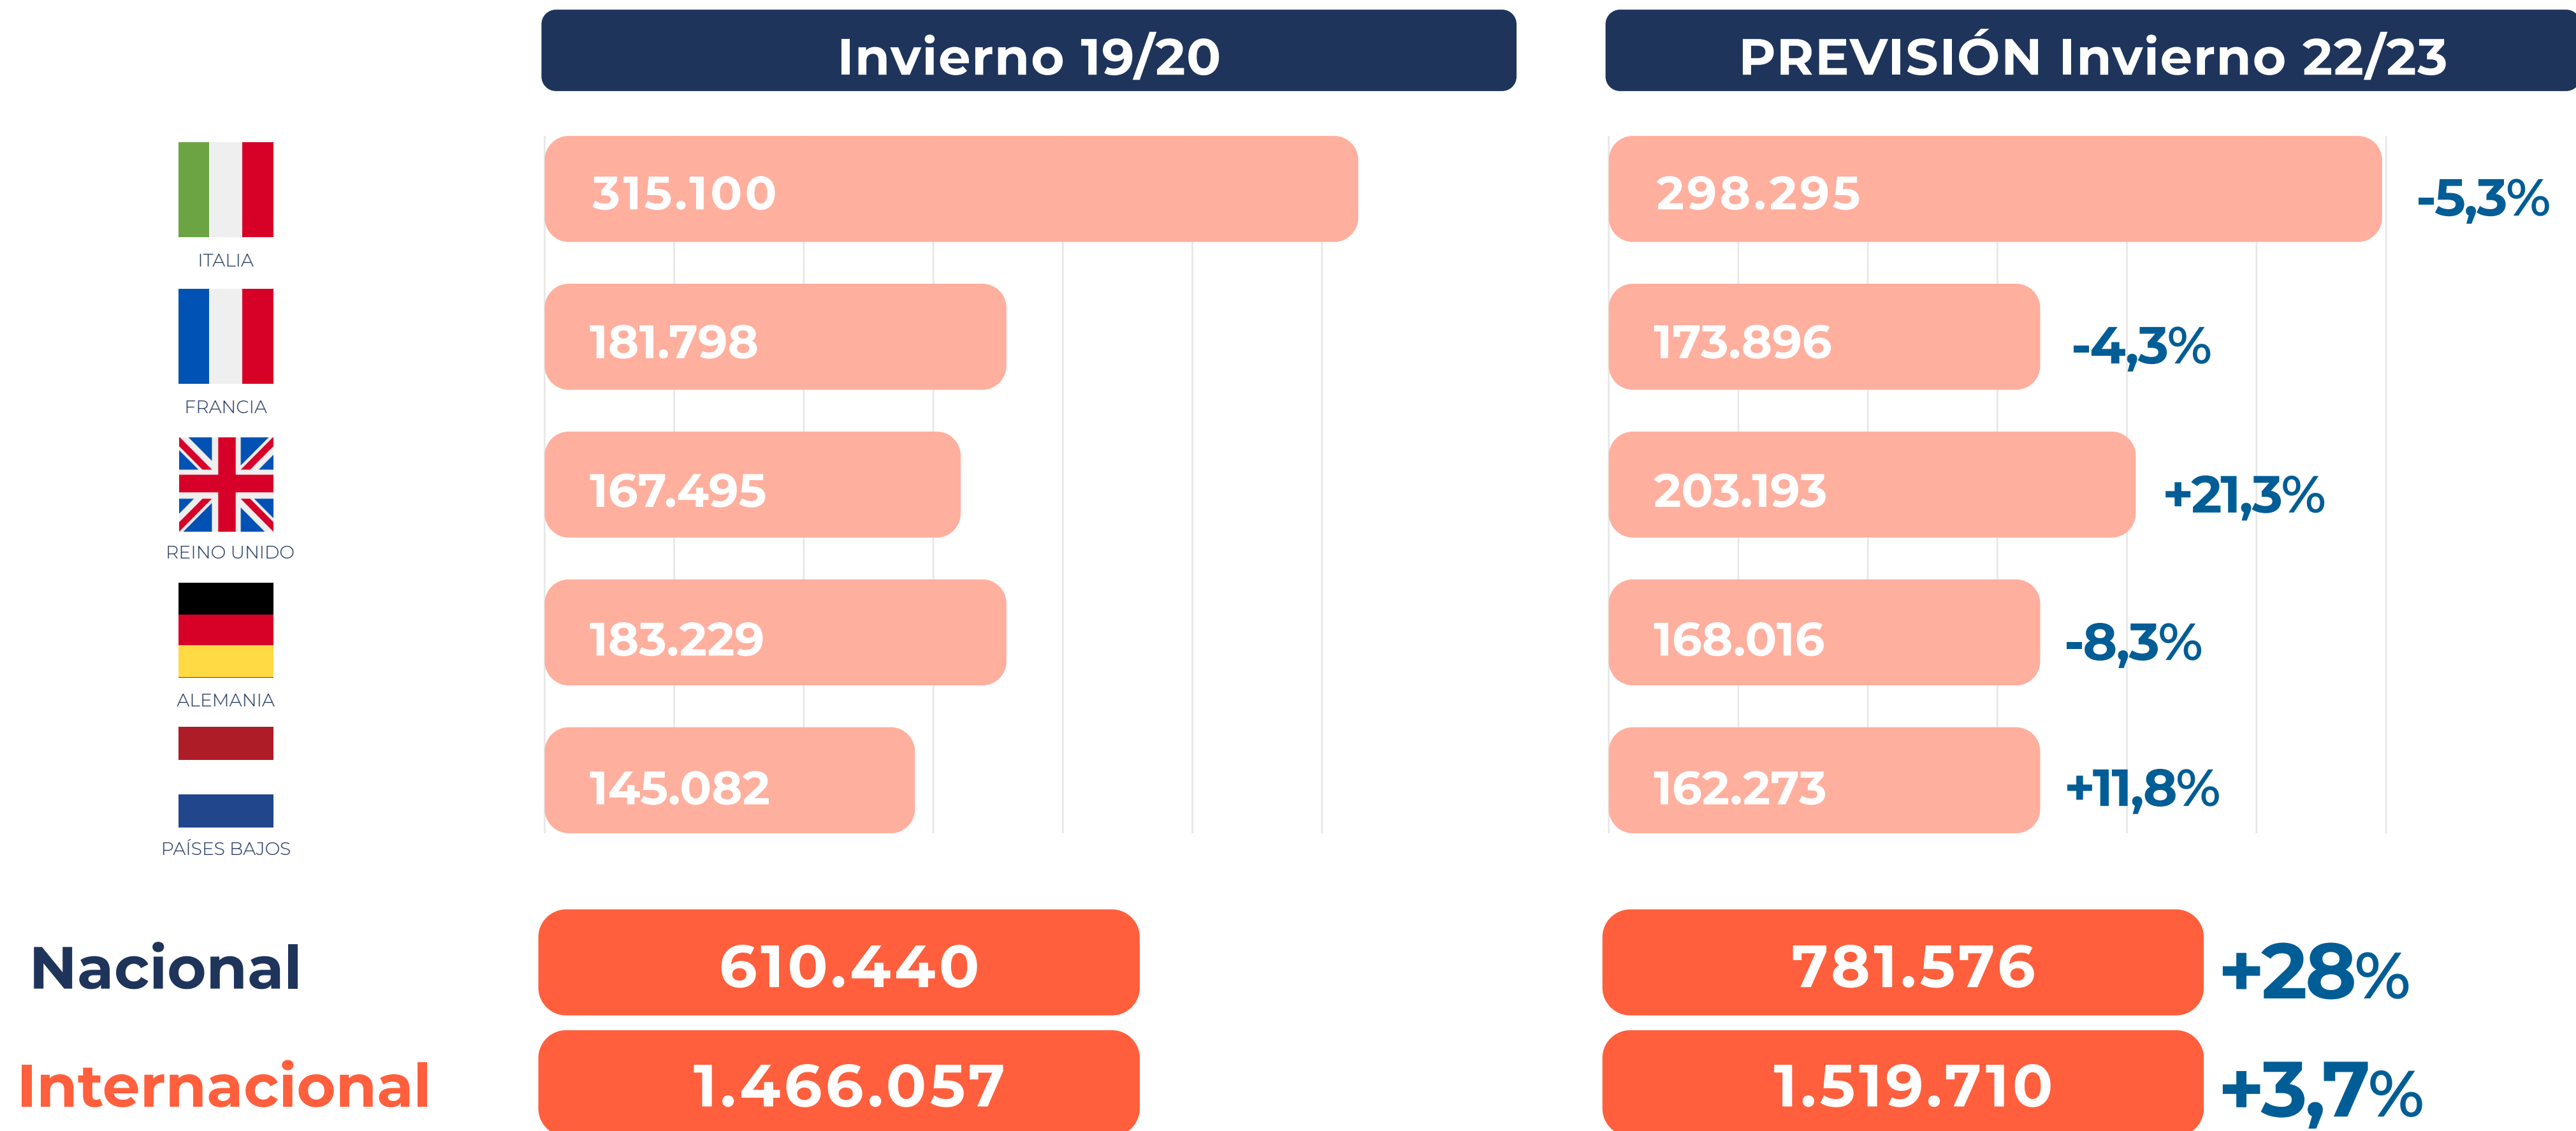 Invierno 19/20
PREVISIÓN Invierno 22/23
ITALIA
315.100
298.295
-5,3%
FRANCIA
181.798
173.896
-4,3%
REINO UNIDO
167.495
203.193
+21,3%
ALEMANIA
183.229
168.016
-8,3%
PAÍSES BAJOS
145.082
162.273
+11,8%
Nacional
610.440
781.576
+28%
Internacional
1.466.057
1.519.710
+3,7%